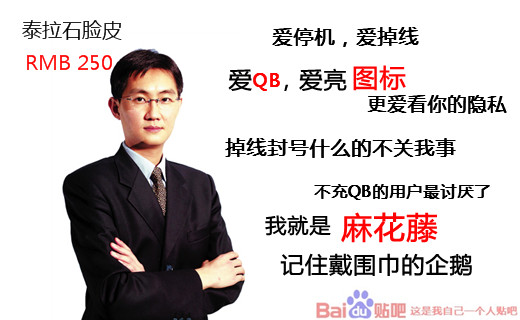 泰拉石脸皮
RMB 250
爱停机，爱掉线
爱QB，爱亮 图标
更爱看你的隐私
掉线封号什么的不关我事
不充QB的用户最讨厌了
我就是 麻花藤
记住戴围巾的企鹅
Bai du 贴吧 这是我自己一个人贴吧